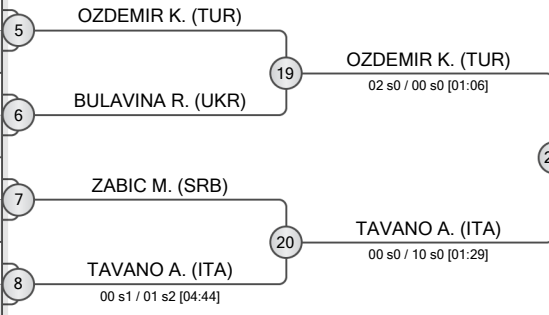 5
OZDEMIR K. (TUR)
19
OZDEMIR K. (TUR)
02 s0 / 00 s0 [01:06]
6
BULAVINA R. (UKR)
7
ZABIC M. (SRB)
20
TAVANO A. (ITA)
00 s0 / 10 s0 [01:29]
8
TAVANO A. (ITA)
00 s1 / 01 s2 [04:44]